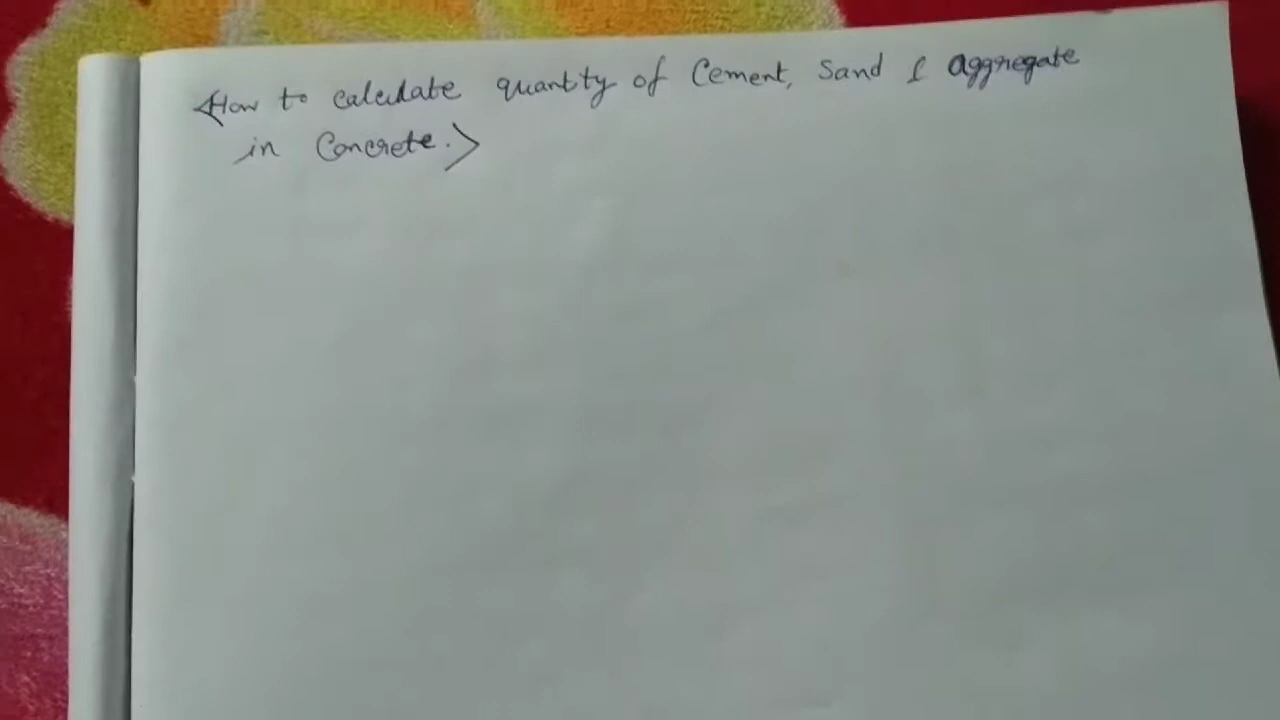 <How to calculate quantity of Cement, Sand & aggregate
in Concrete.>